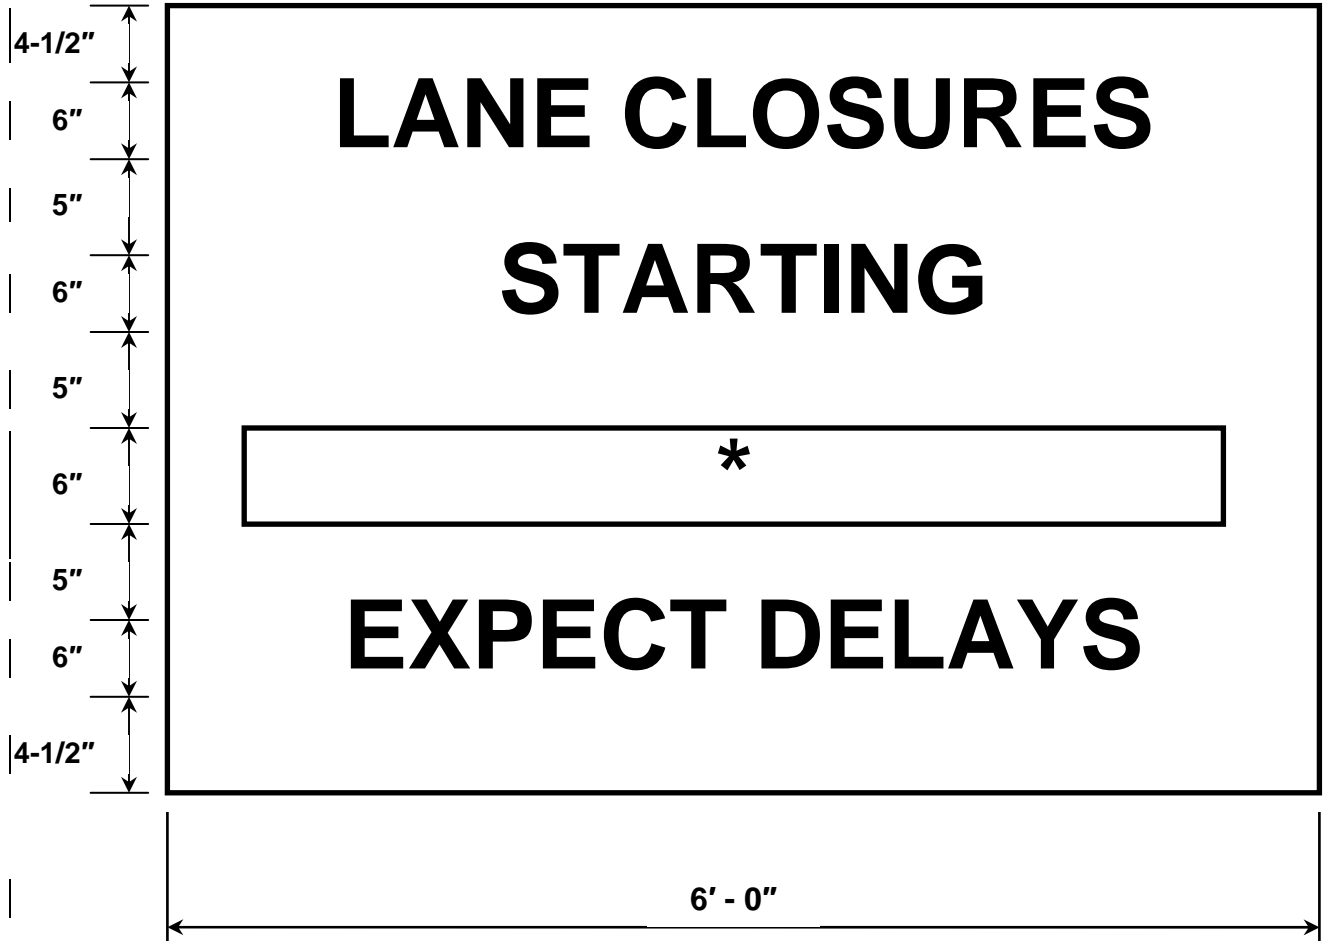 4-1/2″
LANE CLOSURES
6″
5″
STARTING
6″
5″
*
6″
5″
EXPECT DELAYS
6″
4-1/2″
6′ - 0″